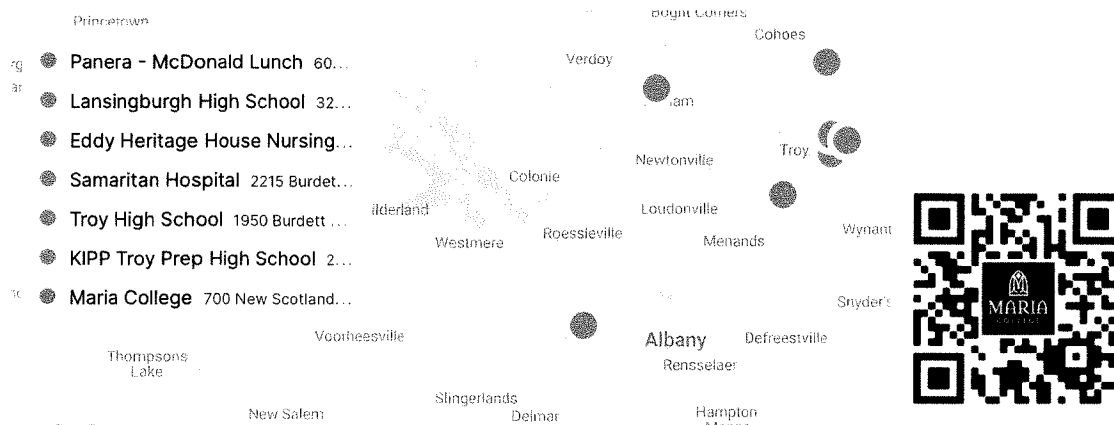 Princetown
Bognt Corners
Cohoes
Verdoy
Panera - McDonald Lunch 60...
Lansingburgh High School 32...
Eddy Heritage House Nursing...
Samaritan Hospital 2215 Burdet...
Troy High School 1950 Burdett ...
KIPP Troy Prep High School 2...
Maria College 700 New Scotland...
Troy
Newtonville
Colonie
ilderland
Loudonville
Westmere
Roessleville
Menands
Wynant
Snyder's
MARIA
COLLEGE
Voorheesville
Albany
Defreestville
Rensselaer
Thompsons
Lake
Slingerlands
New Salem
Delmar
Hampton